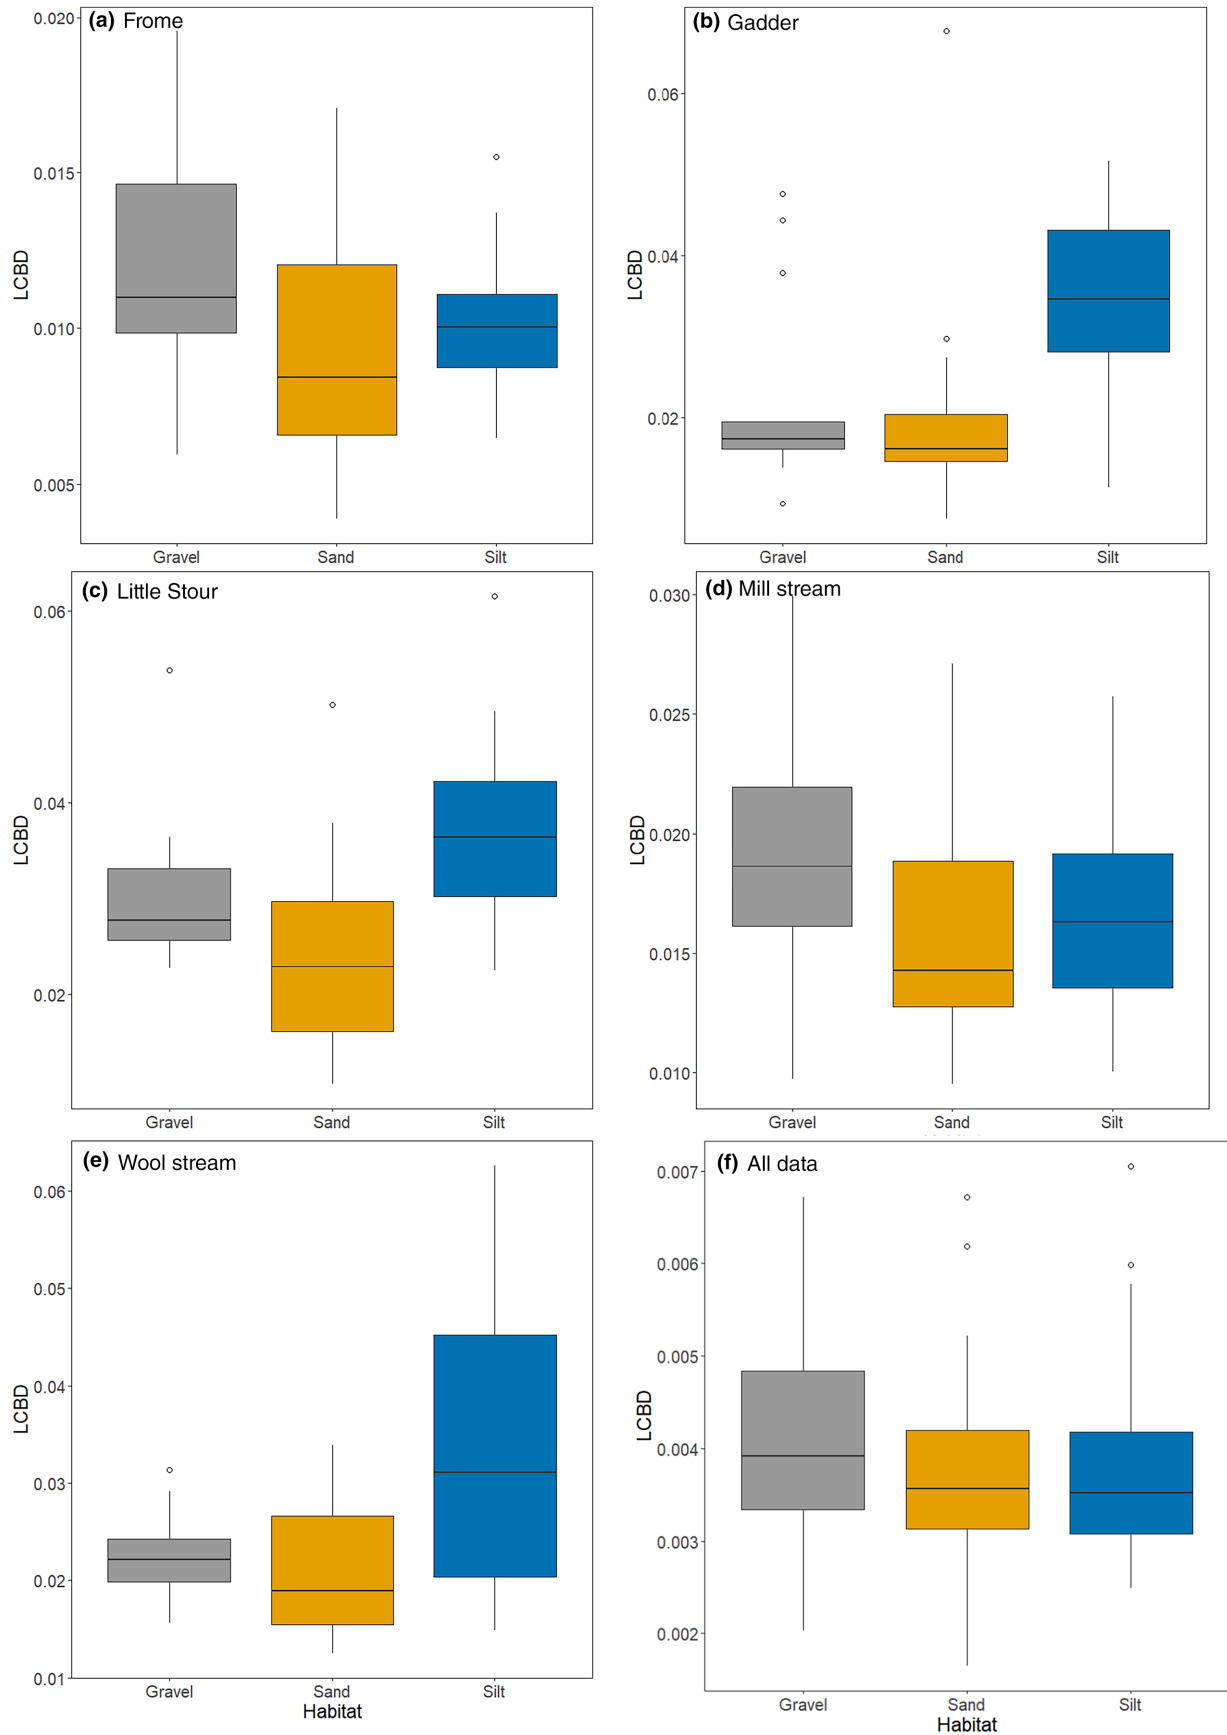 (a) Frome
0.020
0.015
0.010
0.005
LCBD
Gravel Sand Silt
(b) Gadder
0.06
0.04
0.02
LCBD
Gravel Sand Silt
(c) Little Stour
0.06
0.04
0.02
LCBD
Gravel Sand Silt
(d) Mill stream
0.030
0.025
0.020
0.015
0.010
LCBD
Gravel Sand Silt
(e) Wool stream
0.06
0.05
0.04
0.03
0.02
0.01
LCBD
Gravel Sand Silt
Habitat
(f) All data
0.007
0.006
0.005
0.004
0.003
0.002
LCBD
Gravel Sand Silt
Habitat